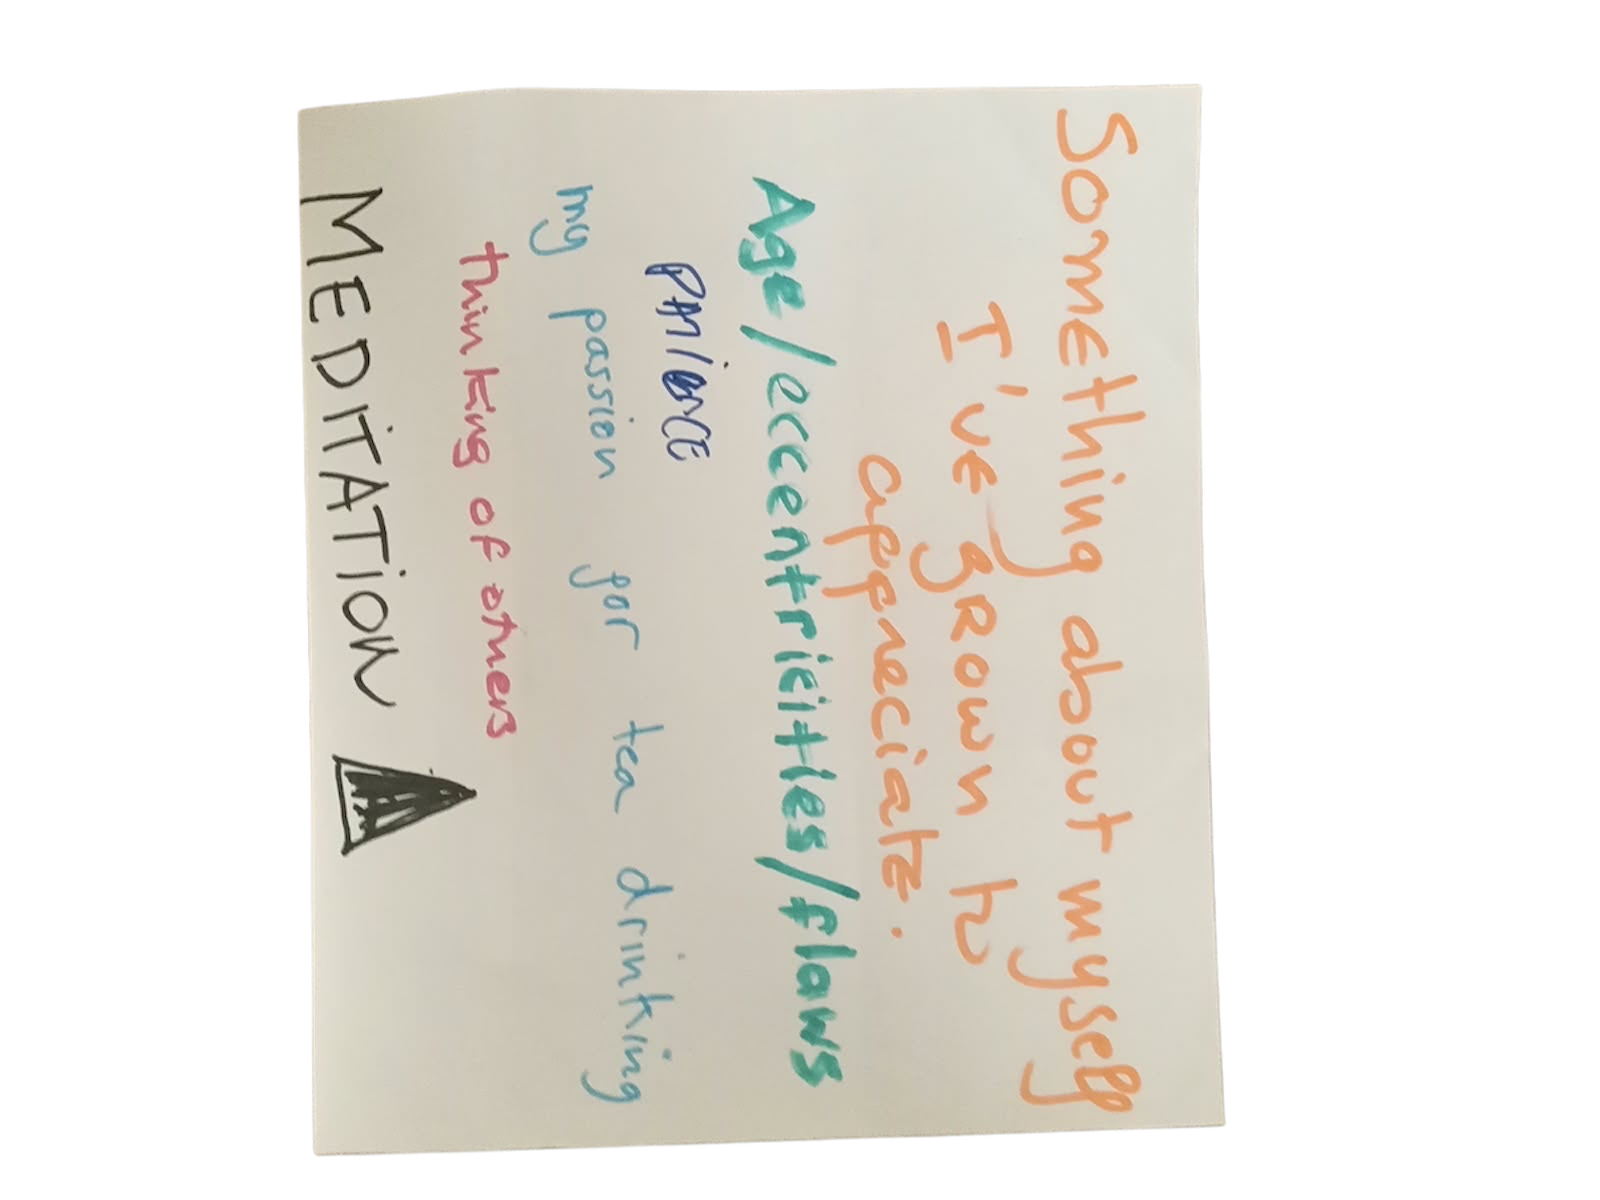 Something about myself
I've grown to
appreciate.
Age/eccentricities/flaws
my passion for tea drinking
thinking of others
MEDITATION